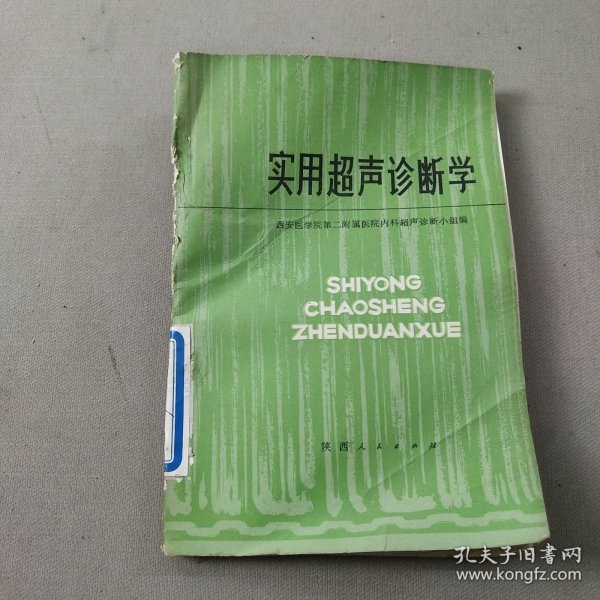 实用超声诊断学
西安医学院第二附属医院内科超声诊断小组编
SHIYONG
CHAOSHENG
ZHENDUANXUE
陕西人民出版社
孔夫子旧书网
www.kongfz.com